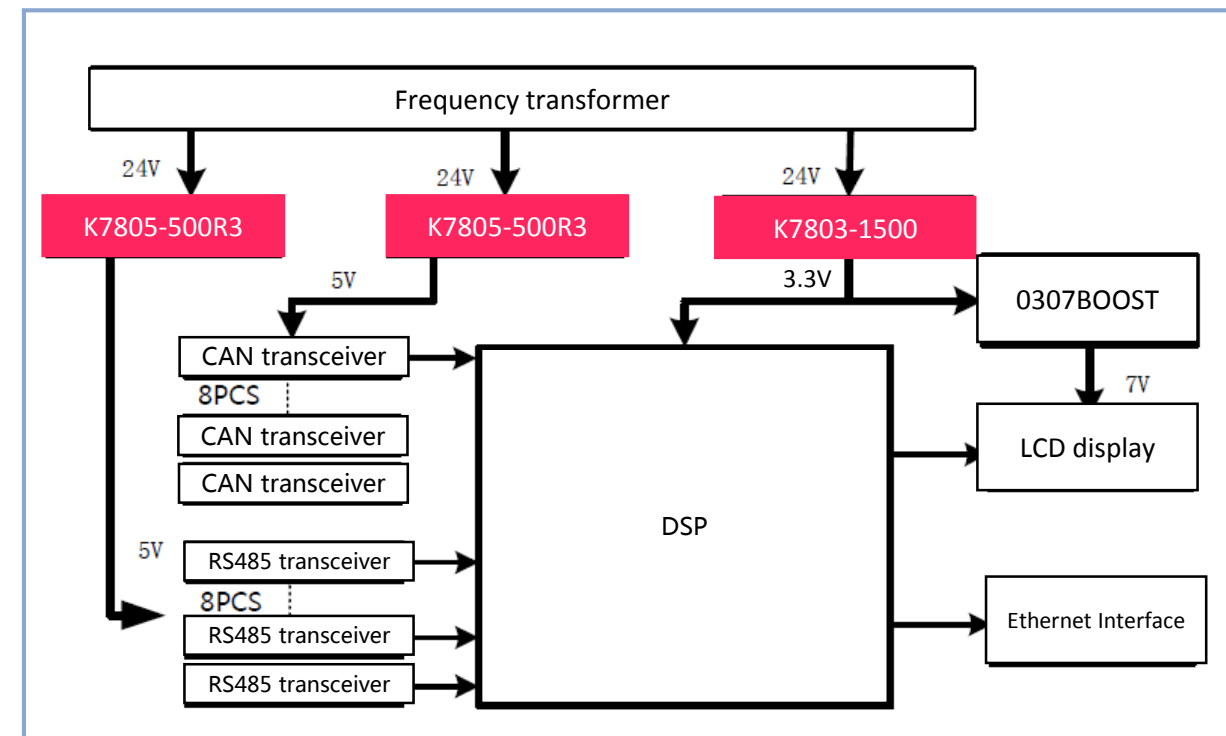 Frequency transformer
24V
24V
24V
K7805-500R3
K7805-500R3
K7803-1500
5V
3.3V
0307BOOST
CAN transceiver
8PCS
7V
CAN transceiver
LCD display
CAN transceiver
DSP
5V
RS485 transceiver
8PCS
RS485 transceiver
Ethernet Interface
RS485 transceiver